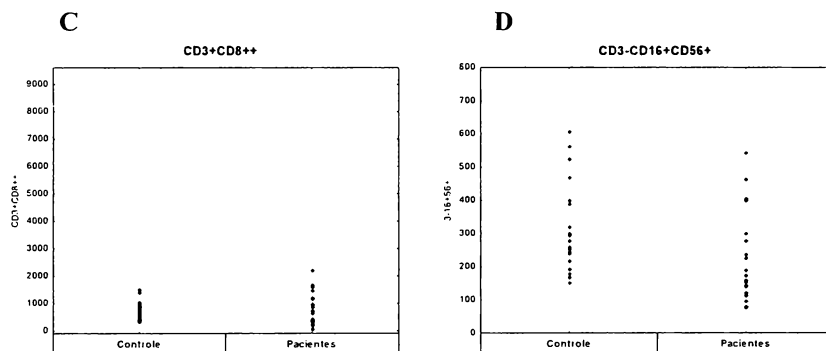 C
CD3+CD8++
9000
8000
7000
6000
5000
4000
3000
2000
1000
0
CD3+CD8++
Controle
Pacientes
D
CD3-CD16+CD56+
800
700
600
500
400
300
200
100
0
3-16+56+
Controle
Pacientes